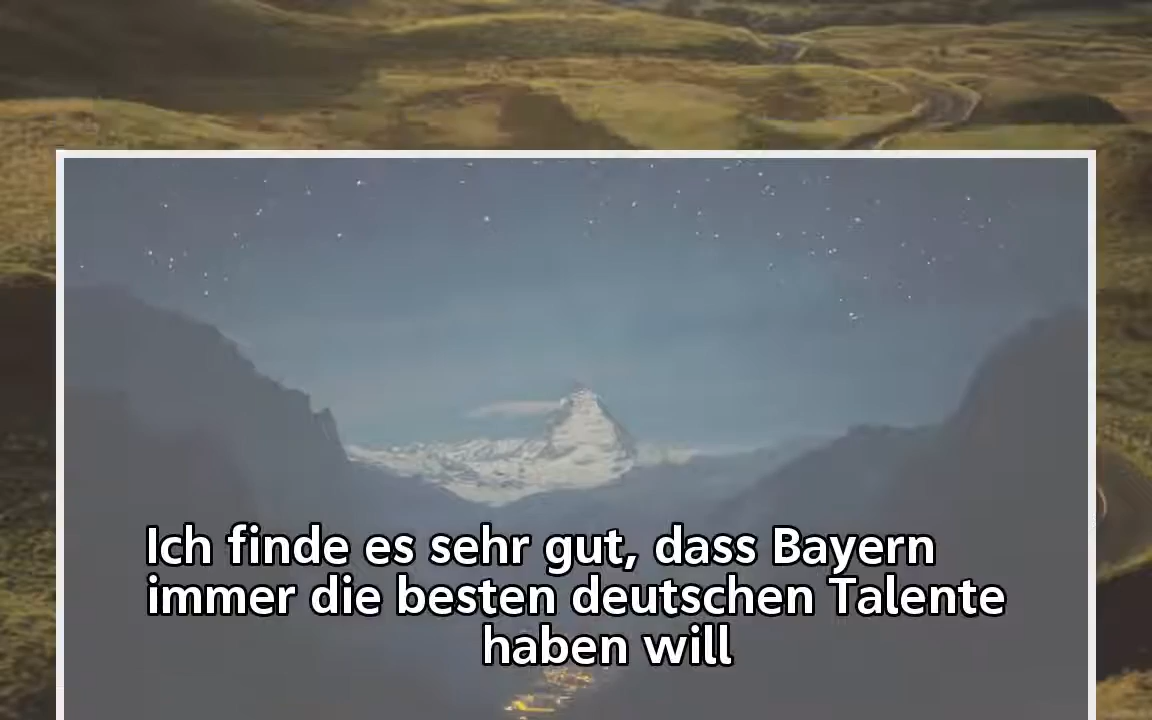 Ich finde es sehr gut, dass Bayern
immer die besten deutschen Talente
haben will